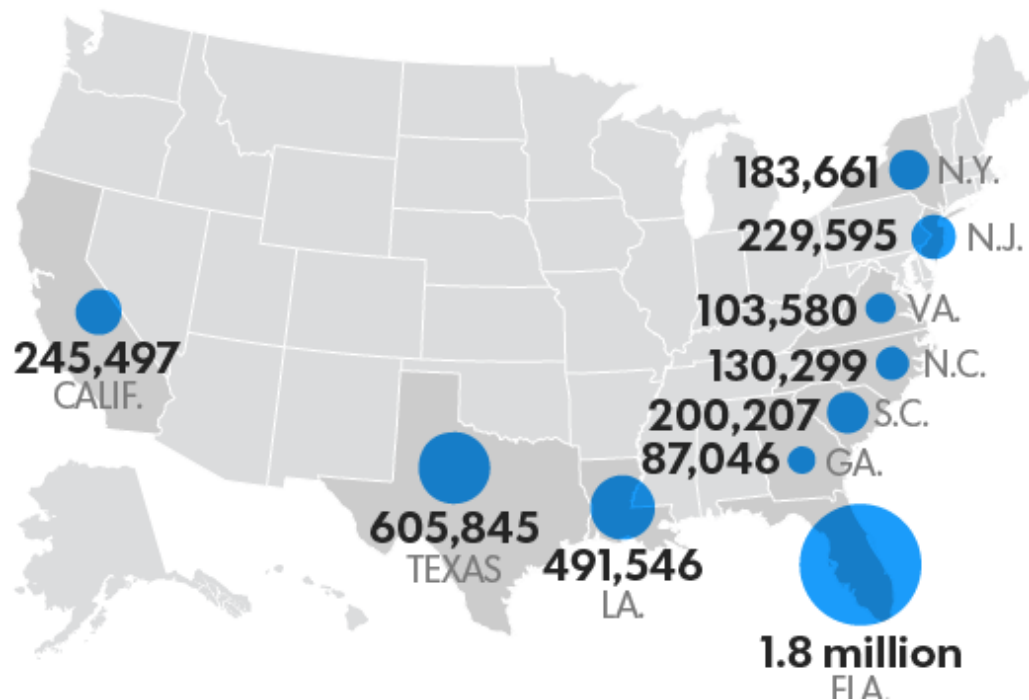 183,661 N.Y.
229,595 N.J.
103,580 VA.
130,299 N.C.
200,207 S.C.
87,046 GA.
245,497
CALIF.
605,845
TEXAS
491,546
LA.
1.8 million
FLA.